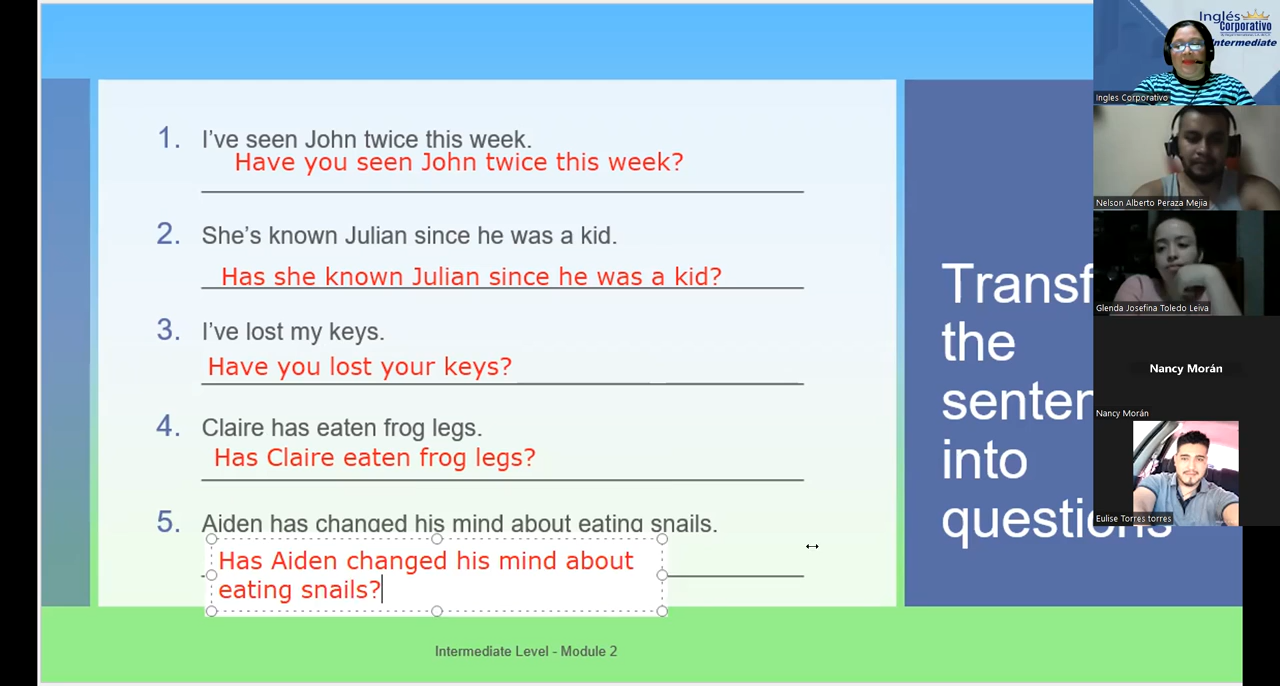 1. I've seen John twice this week.
Have you seen John twice this week?
2. She's known Julian since he was a kid.
Has she known Julian since he was a kid?
3. I've lost my keys.
Have you lost your keys?
4. Claire has eaten frog legs.
Has Claire eaten frog legs?
5. Aiden has changed his mind about eating snails.
Has Aiden changed his mind about
eating snails?
Intermediate Level - Module 2
Transf
the
senten
into
questions
Inglés
Corporativo
Intermediate
Ingles Corporativo
Nelson Alberto Peraza Mejia
Glenda Josefina Toledo Leiva
Nancy Morán
Nancy Morán
Eulise Torres torres